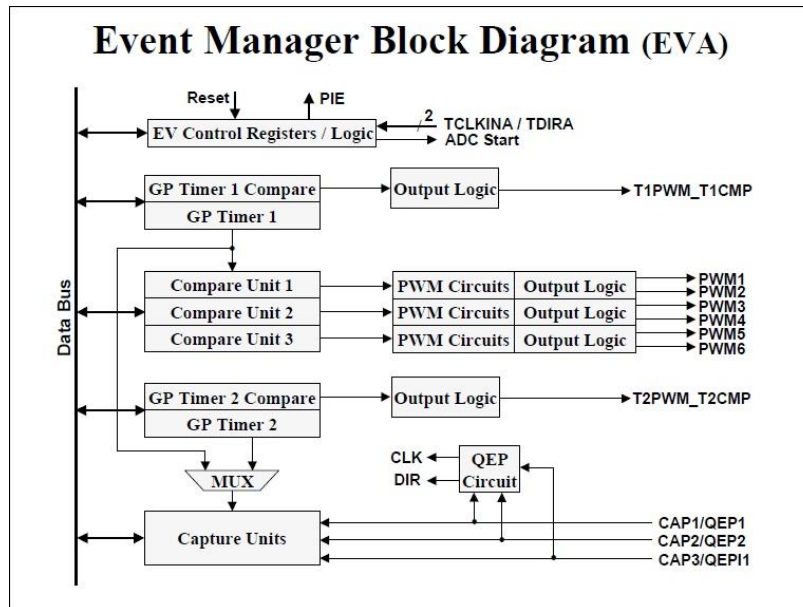 Event Manager Block Diagram (EVA)
Reset
PIE
2
TCLKINA / TDIRA
EV Control Registers / Logic
ADC Start
GP Timer 1 Compare
Output Logic
T1PWM_T1CMP
GP Timer 1
Data Bus
Compare Unit 1
PWM Circuits
Output Logic
PWM1
PWM2
Compare Unit 2
PWM Circuits
Output Logic
PWM3
PWM4
Compare Unit 3
PWM Circuits
Output Logic
PWM5
PWM6
GP Timer 2 Compare
Output Logic
T2PWM_T2CMP
GP Timer 2
CLK
DIR
QEP
Circuit
MUX
Capture Units
CAP1/QEP1
CAP2/QEP2
CAP3/QEPI1